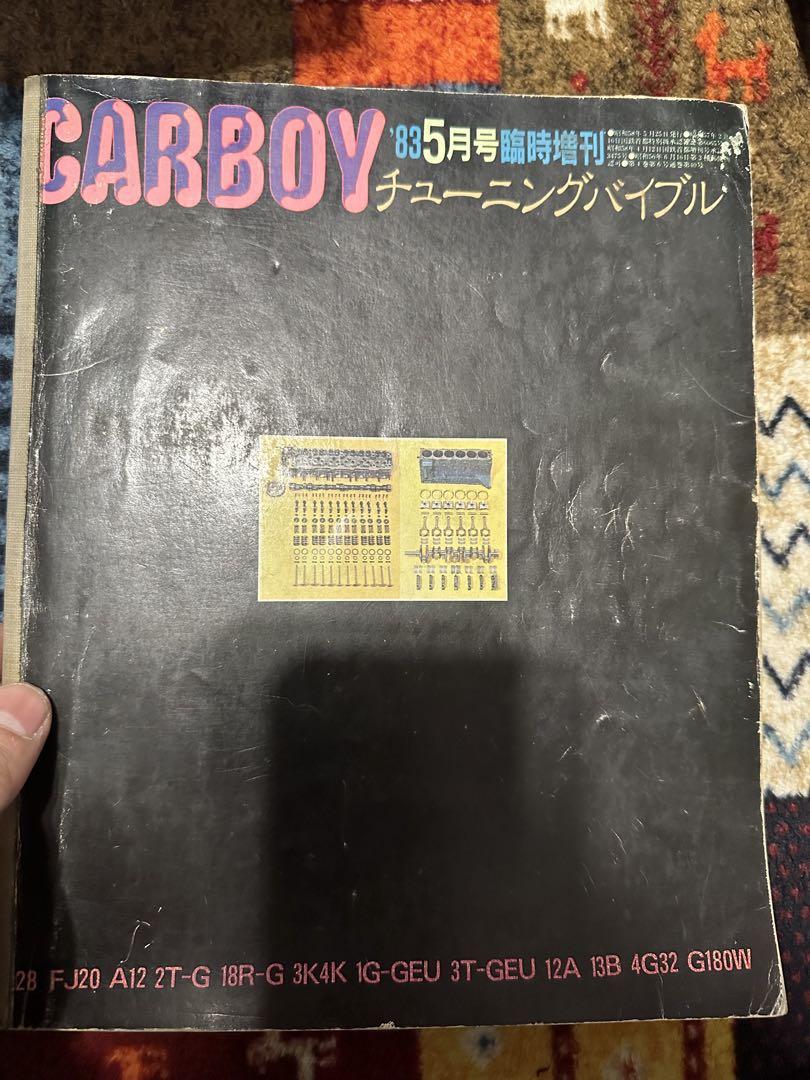 CARBOY
'83 5月号臨時増刊
チューニングバイブル
28 FJ20 A12 2T-G 18R-G 3K4K 1G-GEU 3T-GEU 12A 13B 4G32 G180W